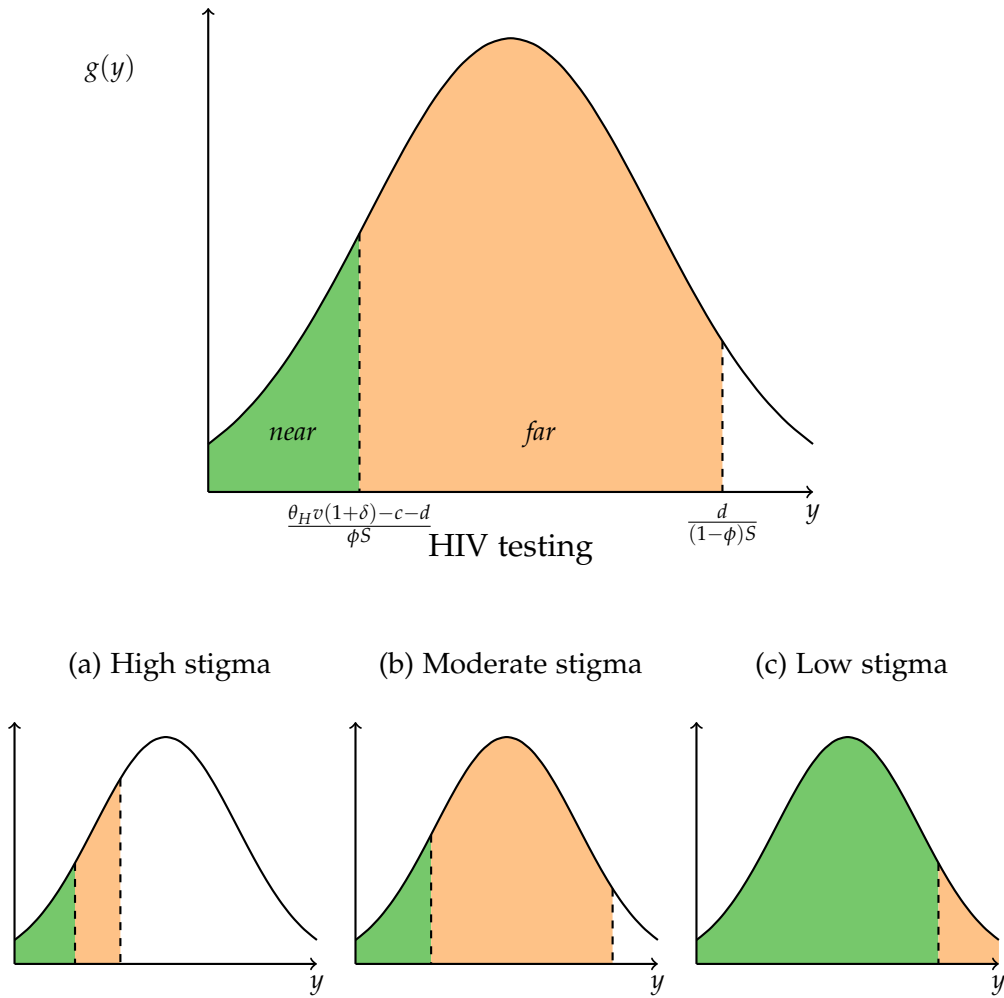 g(y)
near
far
θ_H v(1+δ)−c−d
ϕS
d
(1−ϕ)S
y
HIV testing
(a) High stigma
(b) Moderate stigma
(c) Low stigma
y
y
y